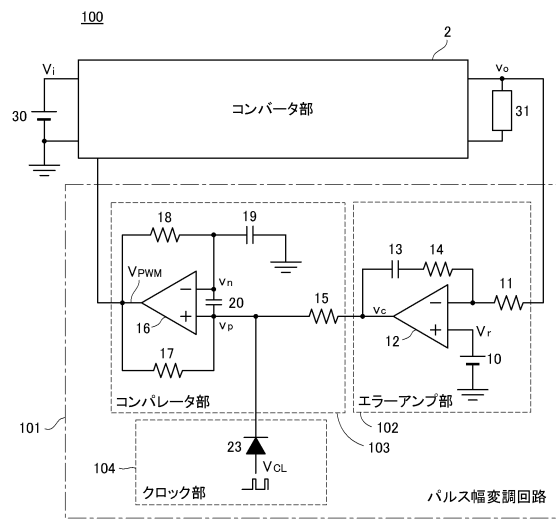 100
2
Vi
vo
コンバータ部
30
31
18
19
13
14
VPWM
vn
20
15
11
vc
16
vp
12
Vr
17
10
コンパレータ部
エラーアンプ部
101
102
103
23
104
VCL
クロック部
パルス幅変調回路